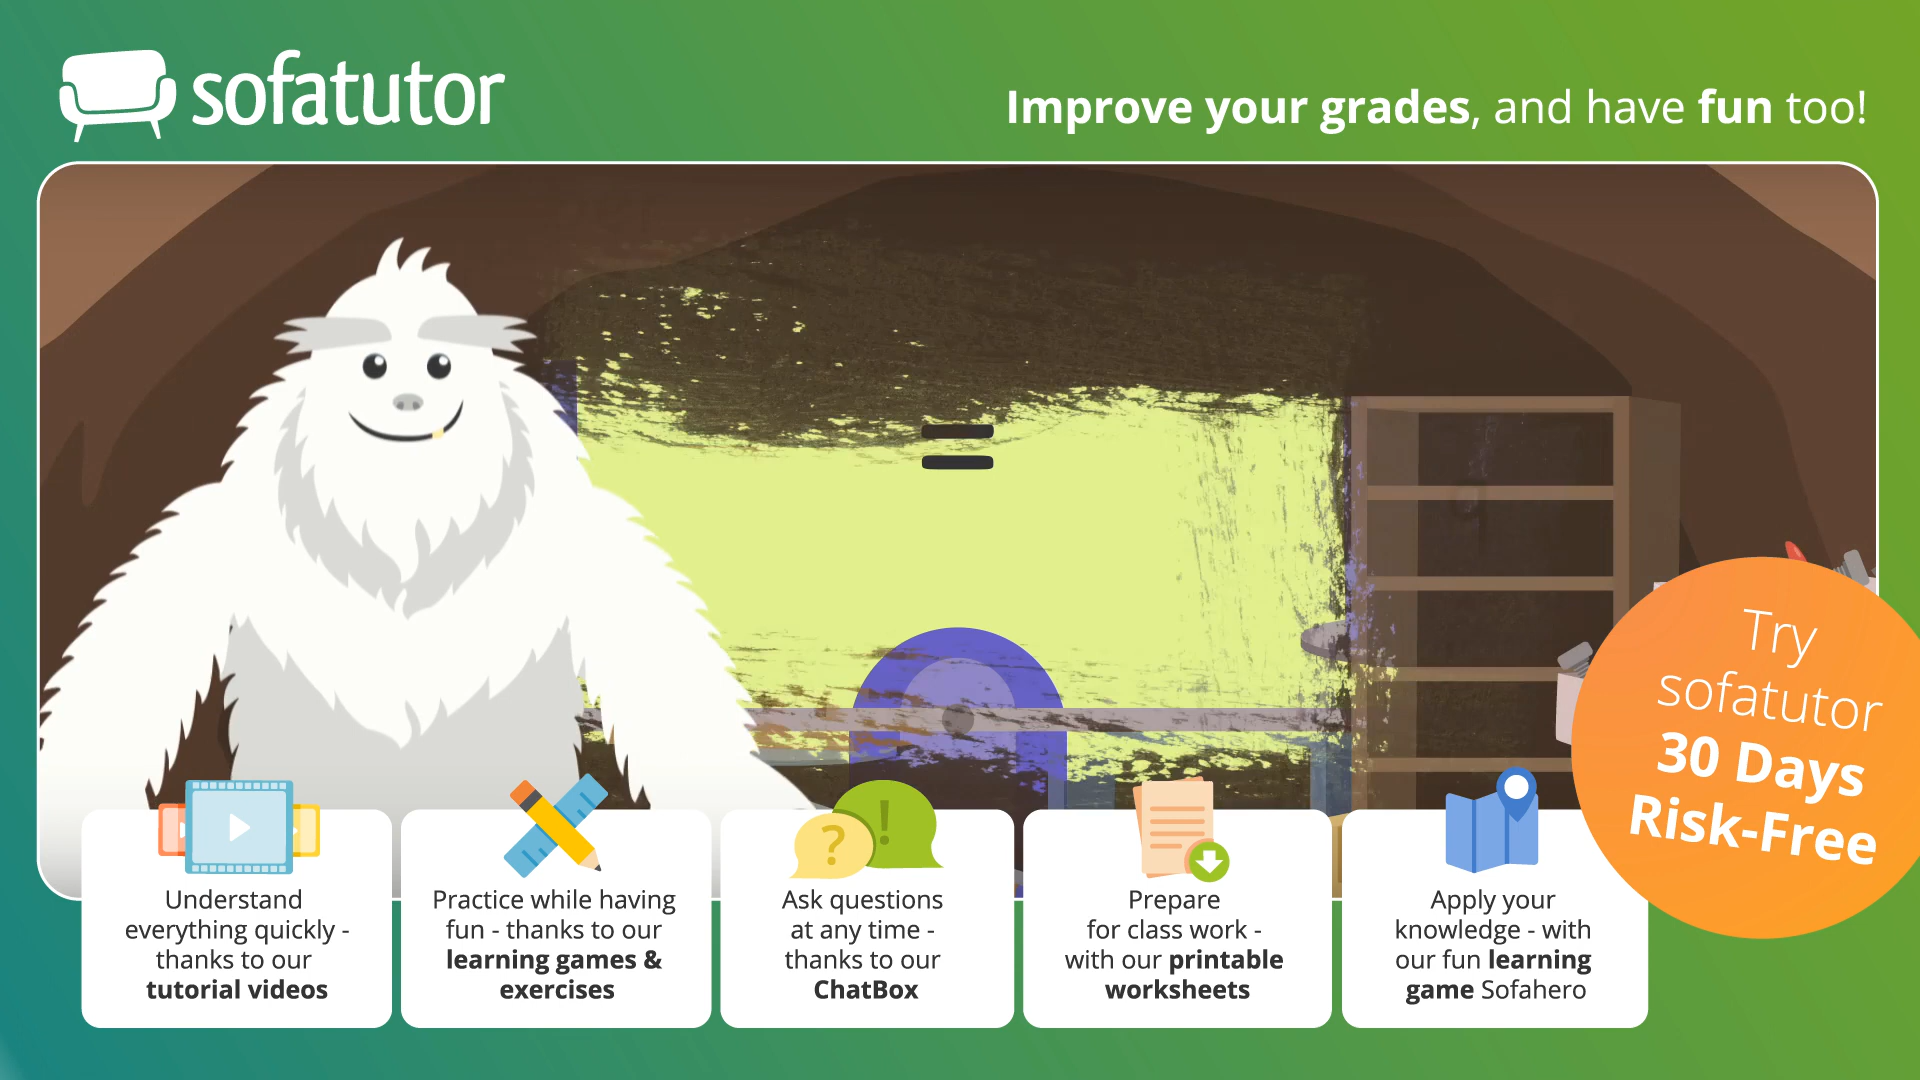 sofatutor
Improve your grades, and have fun too!
=
Try
sofatutor
30 Days
Risk-Free
?
!
Understand
everything quickly -
thanks to our
tutorial videos
Practice while having
fun - thanks to our
learning games &
exercises
Ask questions
at any time -
thanks to our
ChatBox
Prepare
for class work -
with our printable
worksheets
Apply your
knowledge - with
our fun learning
game Sofahero